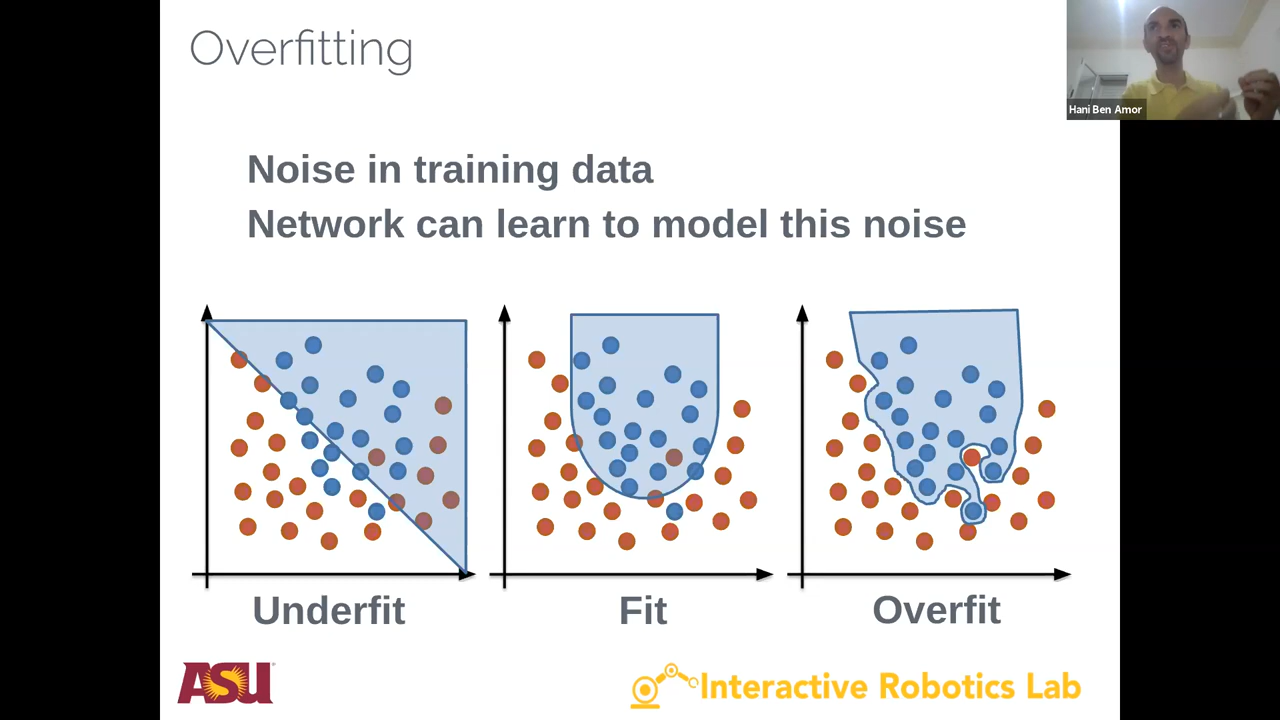 Overfitting
Hani Ben Amor
Noise in training data
Network can learn to model this noise
Underfit
Fit
Overfit
ASU
Interactive Robotics Lab